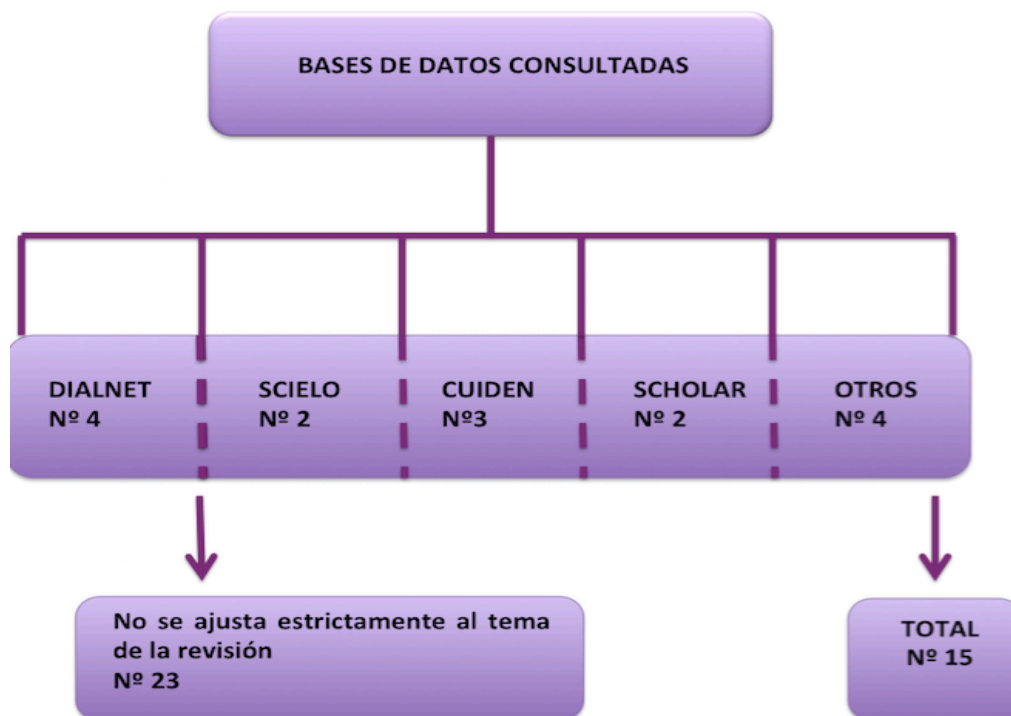 BASES DE DATOS CONSULTADAS
DIALNET
Nº 4
SCIELO
Nº 2
CUIDEN
Nº3
SCHOLAR
Nº 2
OTROS
Nº 4
No se ajusta estrictamente al tema
de la revisión
Nº 23
TOTAL
Nº 15